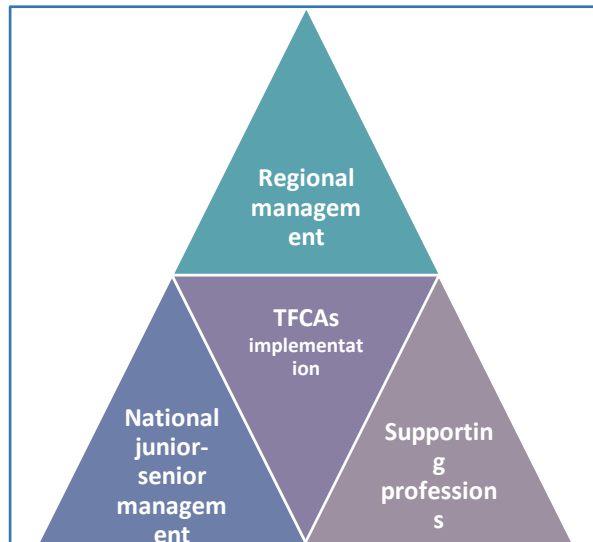 Regional
managem
ent
TFCAs
implementat
ion
National
junior-
senior
managem
ent
Supportin
g
profession
s